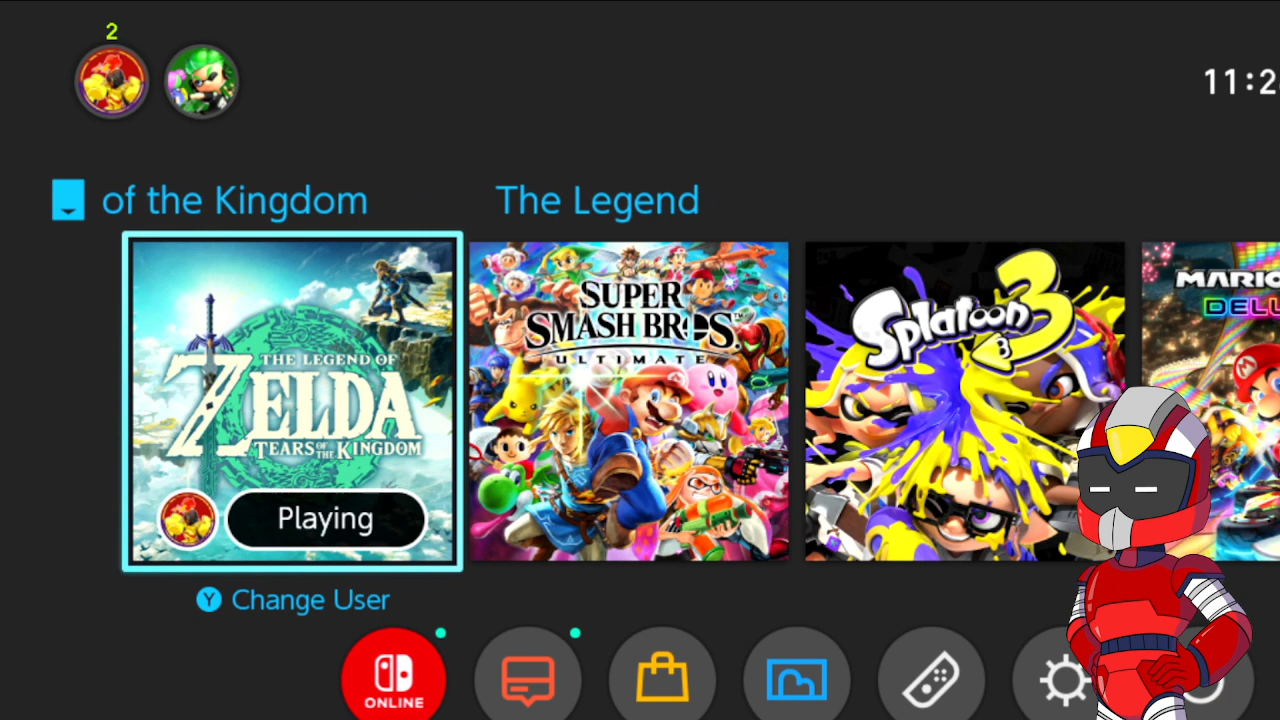 2
11:2
of the Kingdom
The Legend
THE LEGEND OF
ZELDA
TEARS OF THE KINGDOM
Playing
SUPER
SMASH BROS.™
ULTIMATE
Splatoon
3
MARIO
DELU
Y Change User
ONLINE